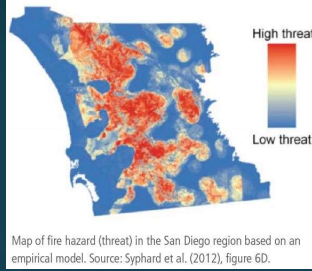 High threat
Low threat
Map of fire hazard (threat) in the San Diego region based on an
empirical model. Source: Syphard et al. (2012), figure 6D.